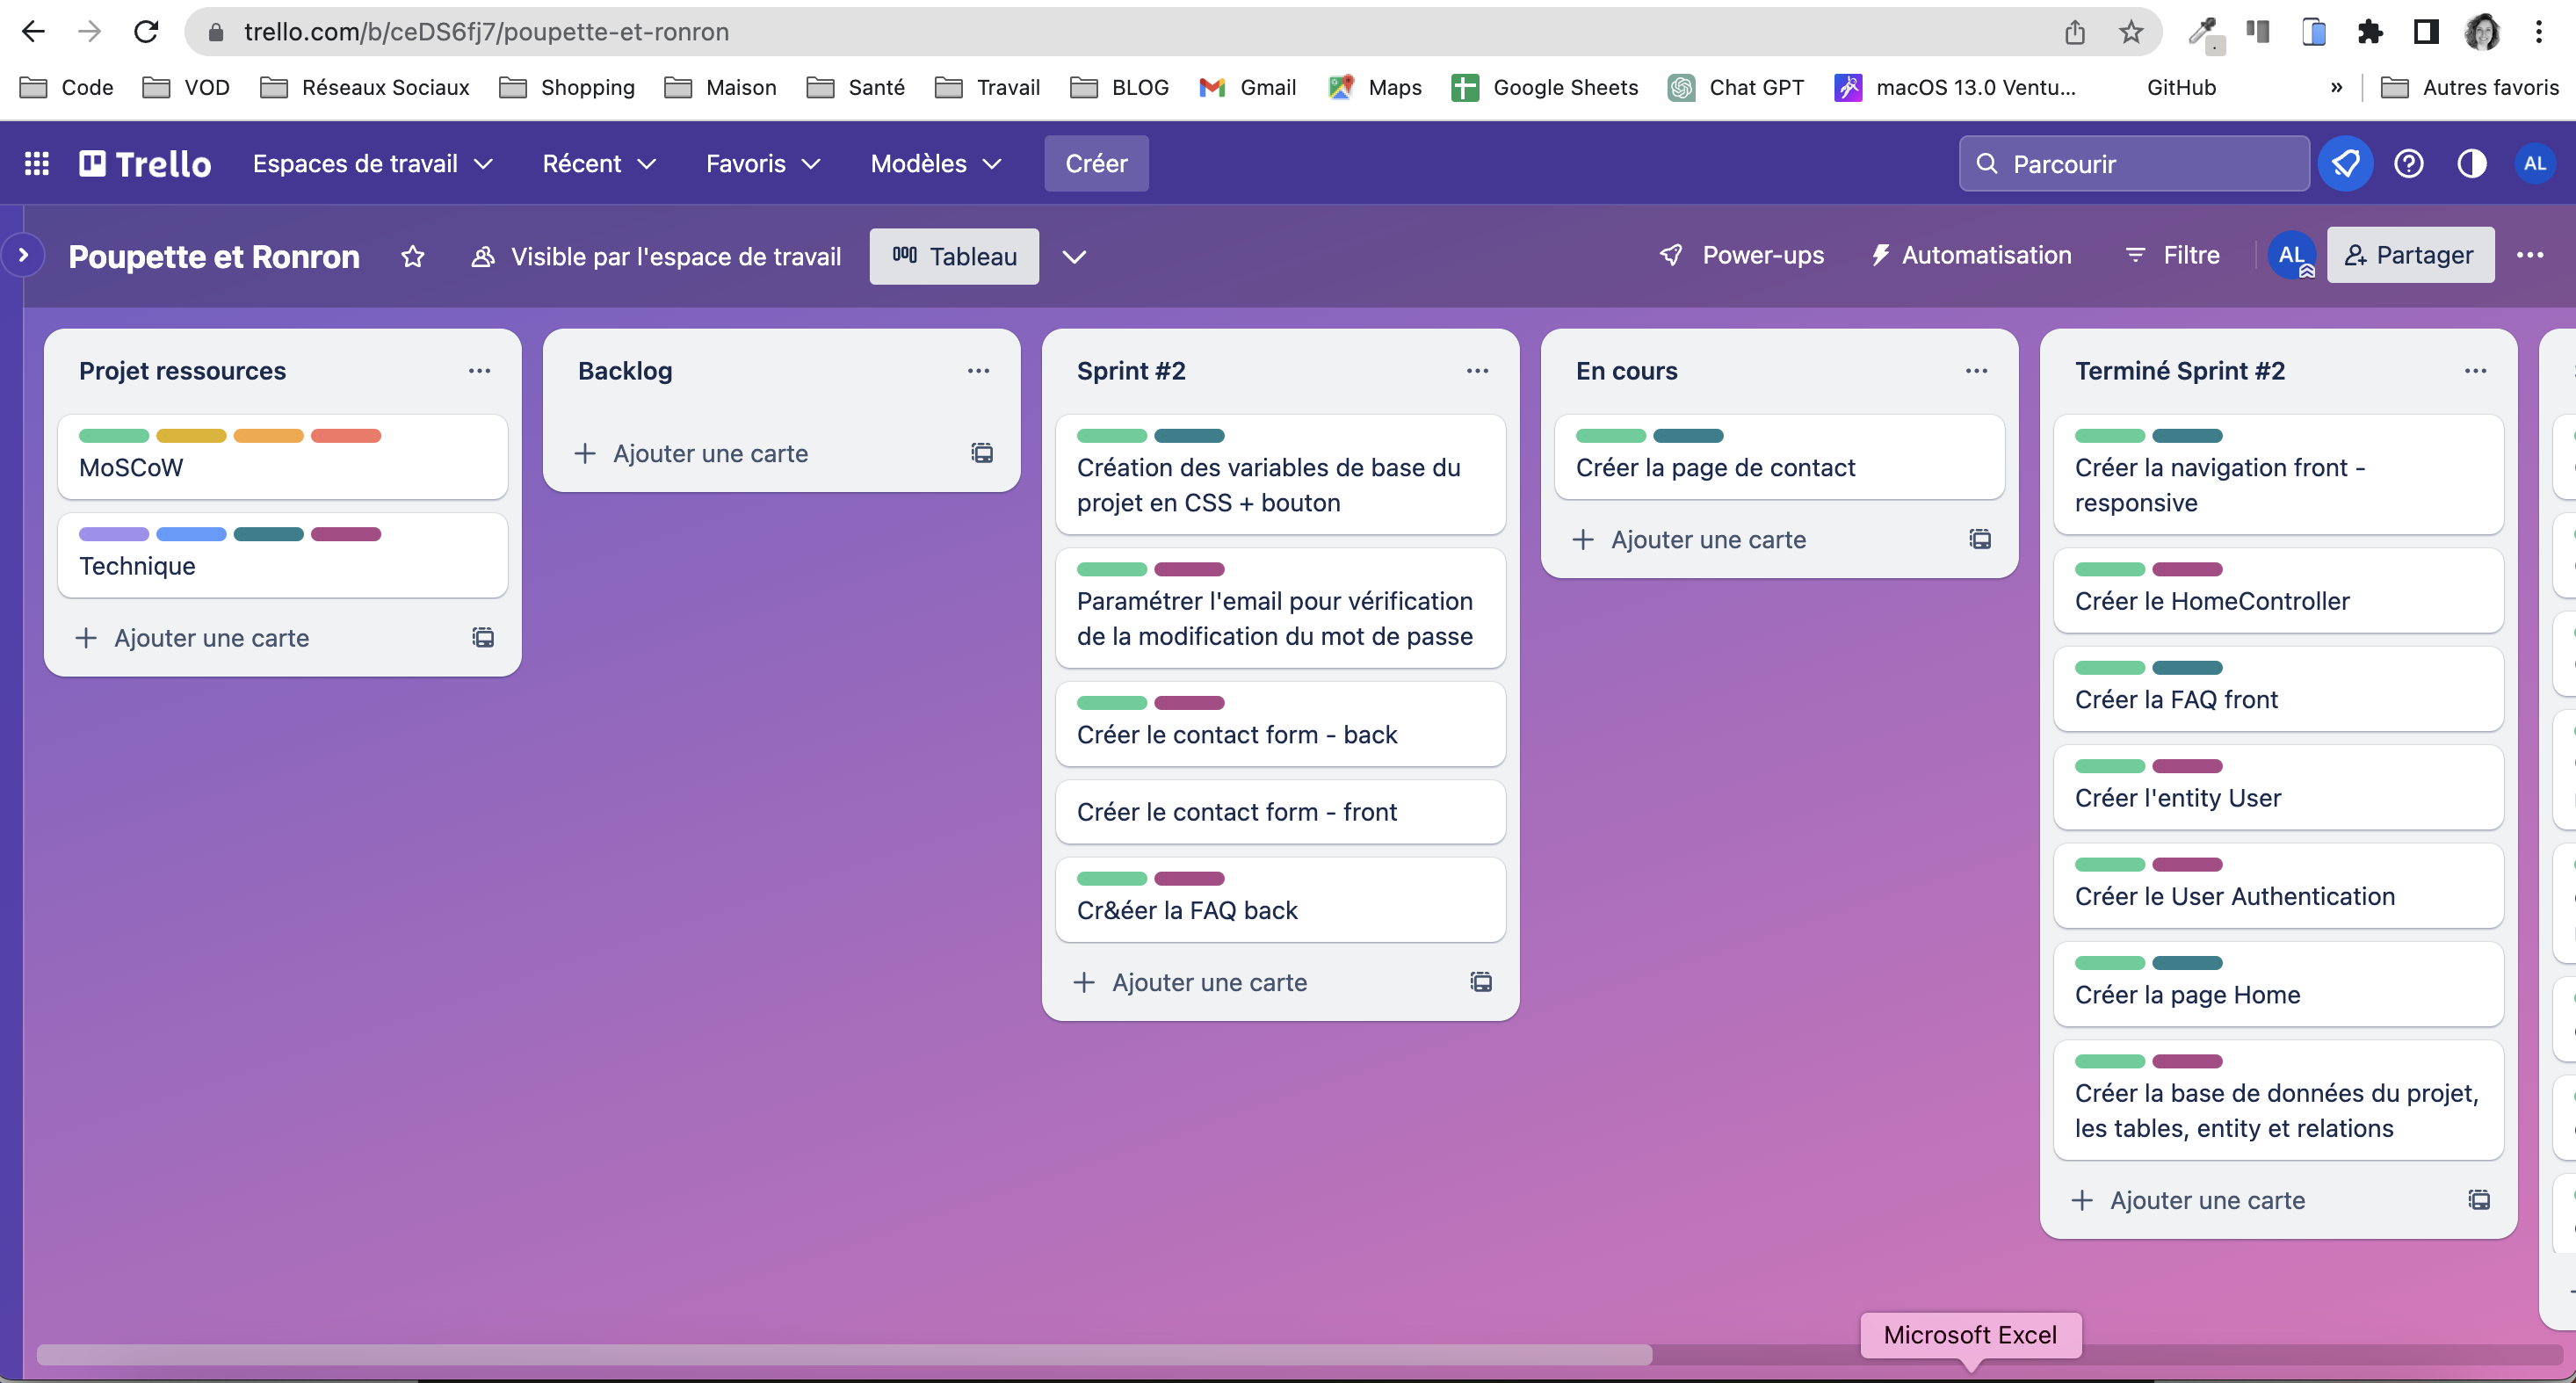 trello.com/b/ceDS6fj7/poupette-et-ronron
Code
VOD
Réseaux Sociaux
Shopping
Maison
Santé
Travail
BLOG
Gmail
Maps
Google Sheets
Chat GPT
macOS 13.0 Ventu...
GitHub
»
Autres favoris
Trello
Espaces de travail
Récent
Favoris
Modèles
Créer
Parcourir
AL
Poupette et Ronron
Visible par l'espace de travail
Tableau
Power-ups
Automatisation
Filtre
AL
Partager
Projet ressources
MoSCoW
Technique
Ajouter une carte
Backlog
Ajouter une carte
Sprint #2
Création des variables de base du
projet en CSS + bouton
Paramétrer l'email pour vérification
de la modification du mot de passe
Créer le contact form - back
Créer le contact form - front
Cr&éer la FAQ back
Ajouter une carte
En cours
Créer la page de contact
Ajouter une carte
Terminé Sprint #2
Créer la navigation front -
responsive
Créer le HomeController
Créer la FAQ front
Créer l'entity User
Créer le User Authentication
Créer la page Home
Créer la base de données du projet,
les tables, entity et relations
Ajouter une carte
Microsoft Excel